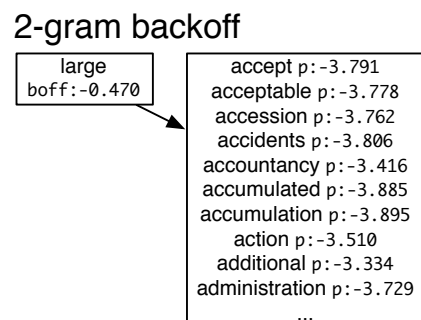 2-gram backoff
large
boff:-0.470
accept p:-3.791
acceptable p:-3.778
accession p:-3.762
accidents p:-3.806
accountancy p:-3.416
accumulated p:-3.885
accumulation p:-3.895
action p:-3.510
additional p:-3.334
administration p:-3.729
...